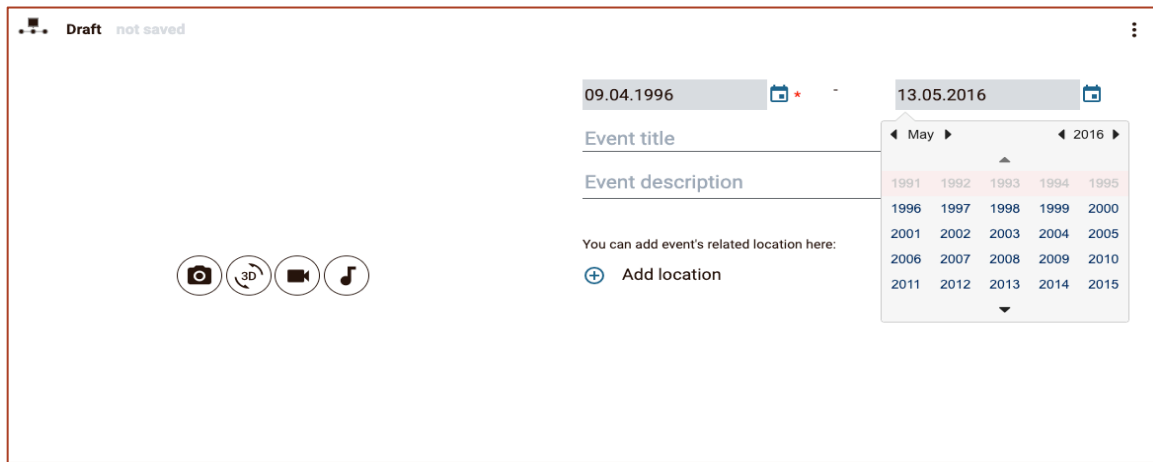 Draft not saved
09.04.1996 * - 13.05.2016
Event title
Event description
May 2016
1991 1992 1993 1994 1995
1996 1997 1998 1999 2000
2001 2002 2003 2004 2005
2006 2007 2008 2009 2010
2011 2012 2013 2014 2015
You can add event's related location here:
Add location
3D